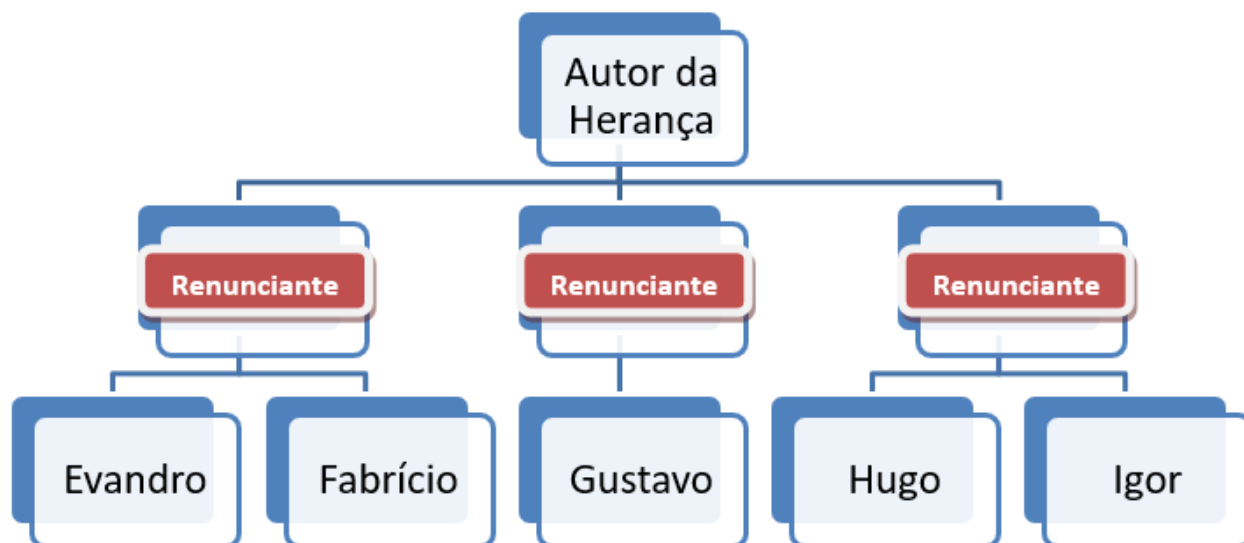 Autor da
Herança
Renunciante
Renunciante
Renunciante
Evandro
Fabrício
Gustavo
Hugo
Igor